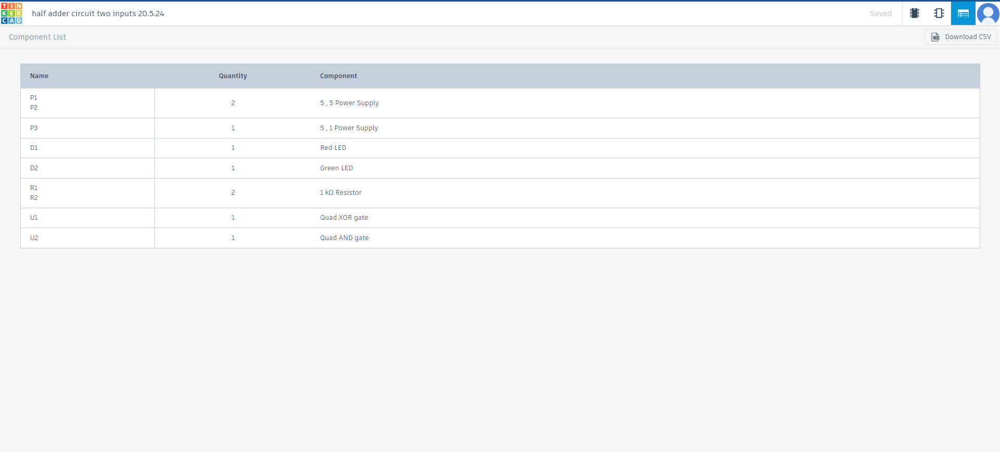 TIN
KER
CAD
half adder circuit two inputs 20.5.24
Saved
Component List
CSV
Download CSV
Name Quantity Component
P1
P2
2 5 , 5 Power Supply
P3 1 5 , 1 Power Supply
D1 1 Red LED
D2 1 Green LED
R1
R2
2 1 kΩ Resistor
U1 1 Quad XOR gate
U2 1 Quad AND gate